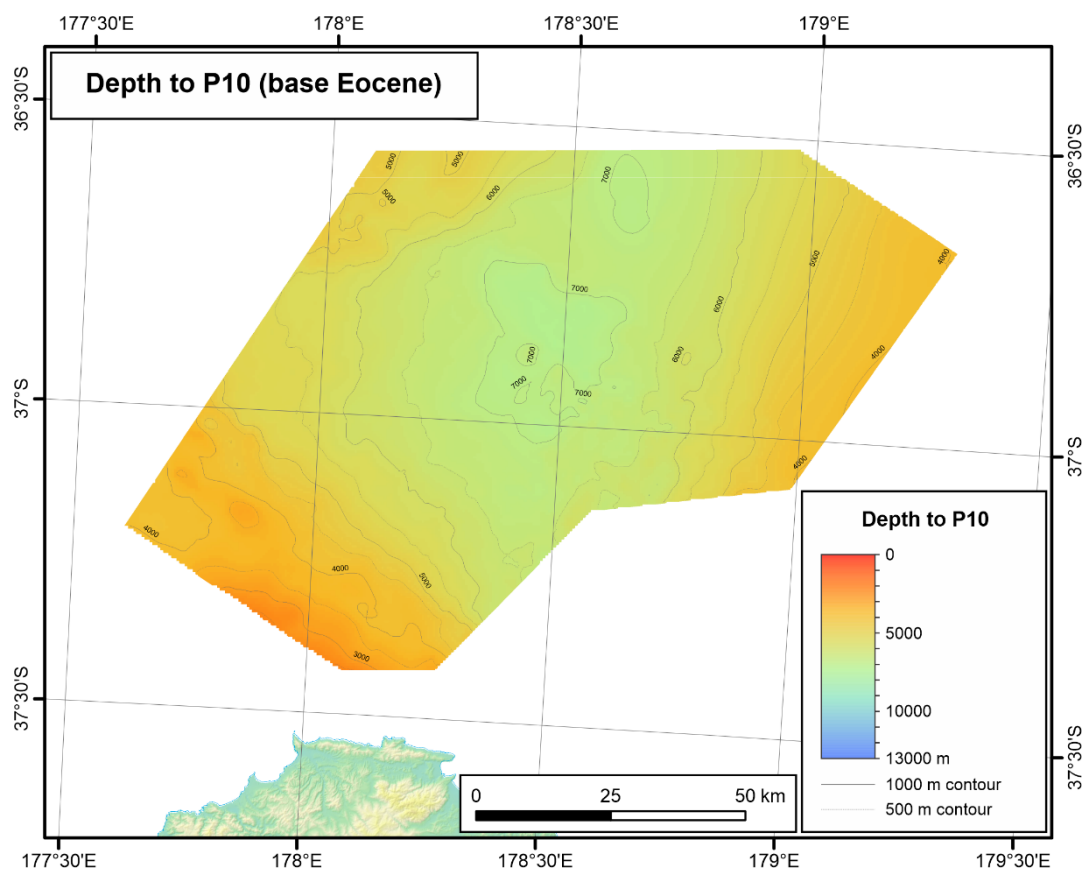 177°30'E 178°E 178°30'E 179°E
Depth to P10 (base Eocene)
36°30'S
36°30'S
5000
5000
7000
6000
5000
5000
4000
7000
6000
7000
6000
4000
7000
7000
37°S
37°S
4000
4000
4000
5000
3000
Depth to P10
0
5000
10000
13000 m
1000 m contour
500 m contour
37°30'S
37°30'S
0 25 50 km
177°30'E 178°E 178°30'E 179°E 179°30'E